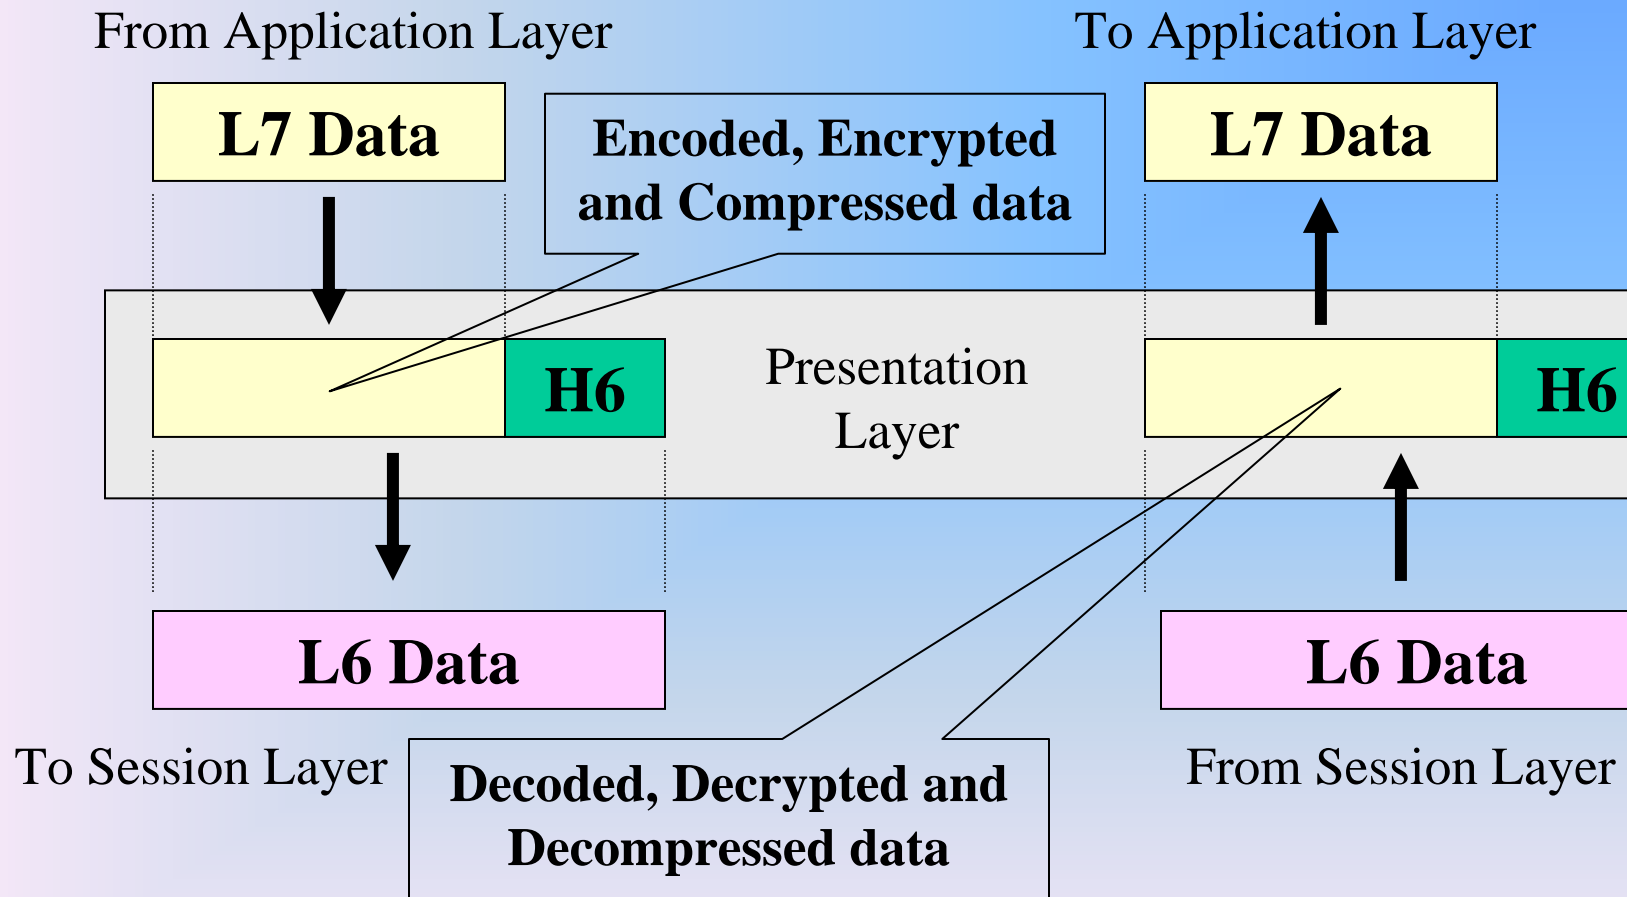 From Application Layer
To Application Layer
L7 Data
Encoded, Encrypted
and Compressed data
L7 Data
H6
Presentation
Layer
H6
L6 Data
L6 Data
To Session Layer
From Session Layer
Decoded, Decrypted and
Decompressed data